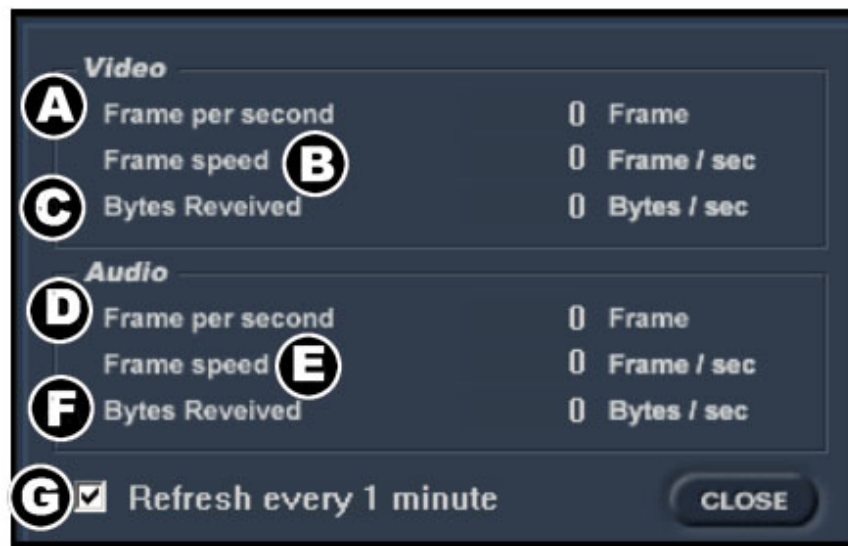 Video
A Frame per second 0 Frame
Frame speed B 0 Frame / sec
C Bytes Reveived 0 Bytes / sec
Audio
D Frame per second 0 Frame
Frame speed E 0 Frame / sec
F Bytes Reveived 0 Bytes / sec
G Refresh every 1 minute CLOSE